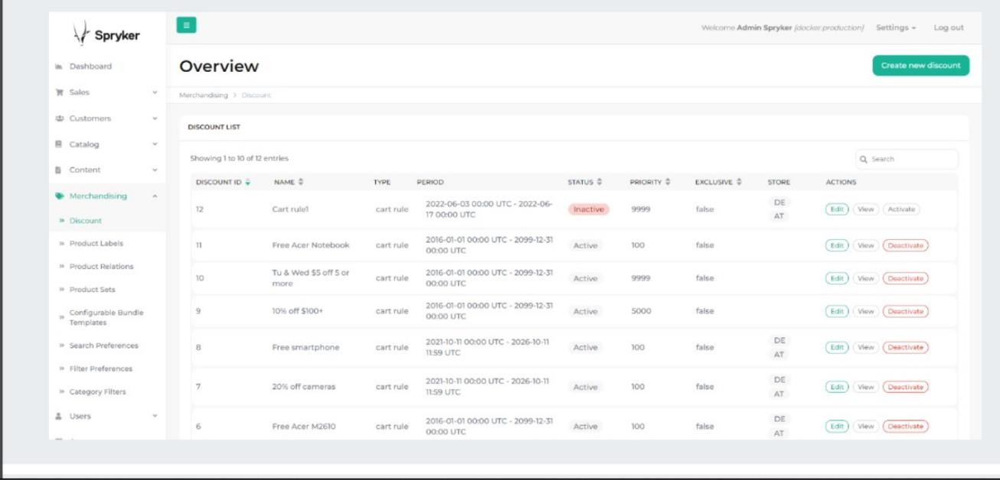 Spryker
Welcome Admin Spryker [docker.production] Settings Log out
Dashboard
Sales
Customers
Catalog
Content
Merchandising
Discount
Product Labels
Product Relations
Product Sets
Configurable Bundle
Templates
Search Preferences
Filter Preferences
Category Filters
Users
Overview
Create new discount
Merchandising > Discount
DISCOUNT LIST
Showing 1 to 10 of 12 entries
Search
DISCOUNT ID NAME TYPE PERIOD STATUS PRIORITY EXCLUSIVE STORE ACTIONS
12 Cart rule1 cart rule 2022-06-03 00:00 UTC - 2022-06-
17 00:00 UTC Inactive 9999 false DE
AT Edit View Activate
11 Free Acer Notebook cart rule 2016-01-01 00:00 UTC - 2099-12-31
00:00 UTC Active 100 false Edit View Deactivate
10 Tu & Wed $5 off 5 or
more cart rule 2016-01-01 00:00 UTC - 2099-12-31
00:00 UTC Active 9999 false Edit View Deactivate
9 10% off $100+ cart rule 2016-01-01 00:00 UTC - 2099-12-31
00:00 UTC Active 5000 false Edit View Deactivate
8 Free smartphone cart rule 2021-10-11 00:00 UTC - 2026-10-11
11:59 UTC Active 100 false DE
AT Edit View Deactivate
7 20% off cameras cart rule 2021-10-11 00:00 UTC - 2026-10-11
11:59 UTC Active 100 false DE
AT Edit View Deactivate
6 Free Acer M2610 cart rule 2016-01-01 00:00 UTC - 2099-12-31
00:00 UTC Active 100 false DE
AT Edit View Deactivate